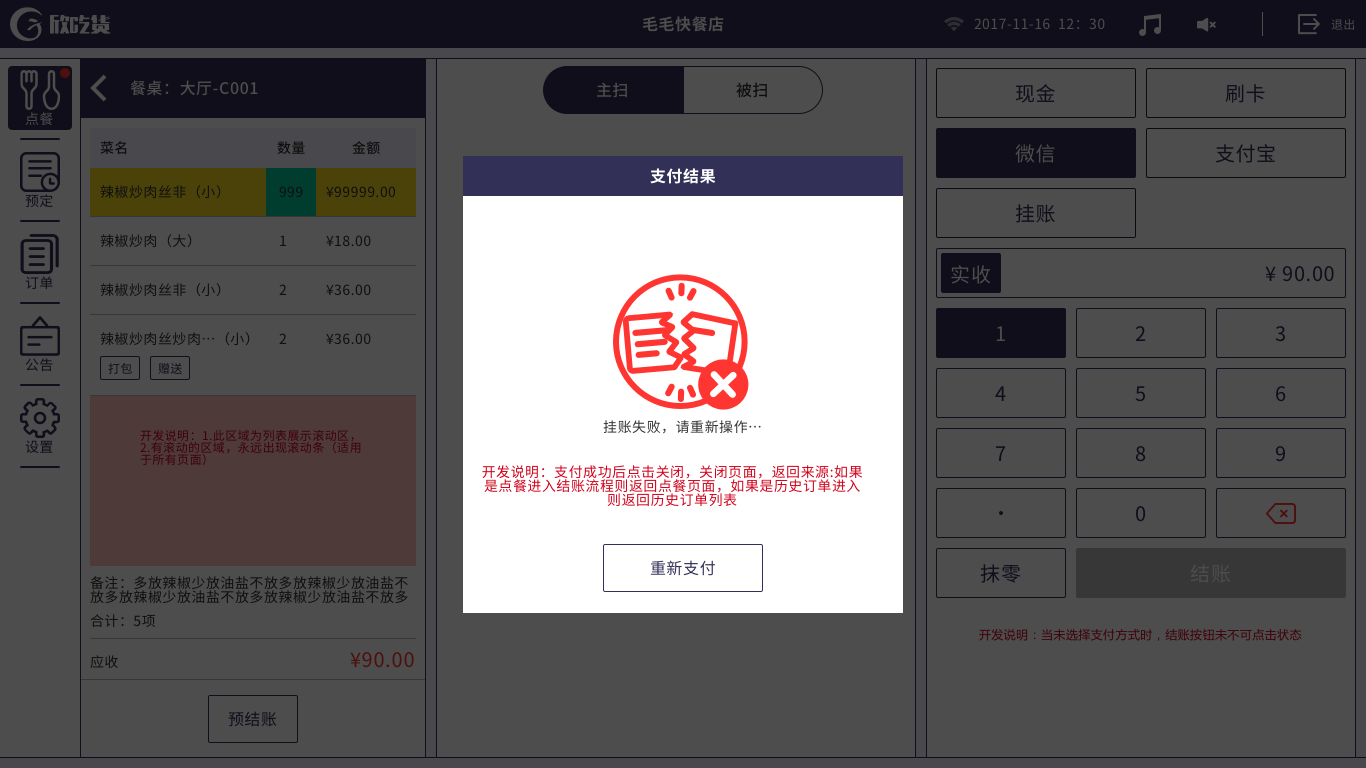 欣吃货
毛毛快餐店
2017-11-16 12：30
退出
点餐
预定
订单
公告
设置
餐桌：大厅-C001
菜名 数量 金额
辣椒炒肉丝非（小） 999 ¥99999.00
辣椒炒肉（大） 1 ¥18.00
辣椒炒肉丝非（小） 2 ¥36.00
辣椒炒肉丝炒肉…（小） 2 ¥36.00
打包 赠送
开发说明：1.此区域为列表展示滚动区，
2.有滚动的区域，永远出现滚动条（适用
于所有页面）
备注：多放辣椒少放油盐不放多放辣椒少放油盐不
放多放辣椒少放油盐不放多放辣椒少放油盐不放多
合计：5项
应收 ¥90.00
预结账
主扫 被扫
支付结果
挂账失败，请重新操作…
开发说明：支付成功后点击关闭，关闭页面，返回来源:如果
是点餐进入结账流程则返回点餐页面，如果是历史订单进入
则返回历史订单列表
重新支付
现金 刷卡
微信 支付宝
挂账
实收 ¥ 90.00
1 2 3
4 5 6
7 8 9
· 0
抹零 结账
开发说明：当未选择支付方式时，结账按钮未不可点击状态